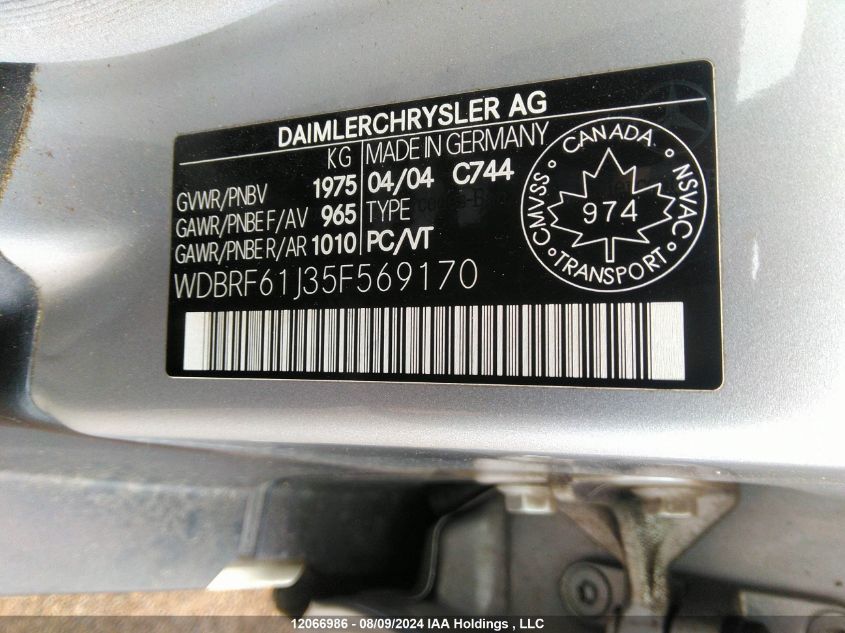 DAIMLERCHRYSLER AG
KG MADE IN GERMANY
GVWR/PNBV 1975 04/04 C744
GAWR/PNBE F/AV 965 TYPE
GAWR/PNBE R/AR 1010 PC/VT
WDBRF61J35F569170
CANADA
CMVSS 974 NSVAC
TRANSPORT
12066986 - 08/09/2024 IAA Holdings , LLC